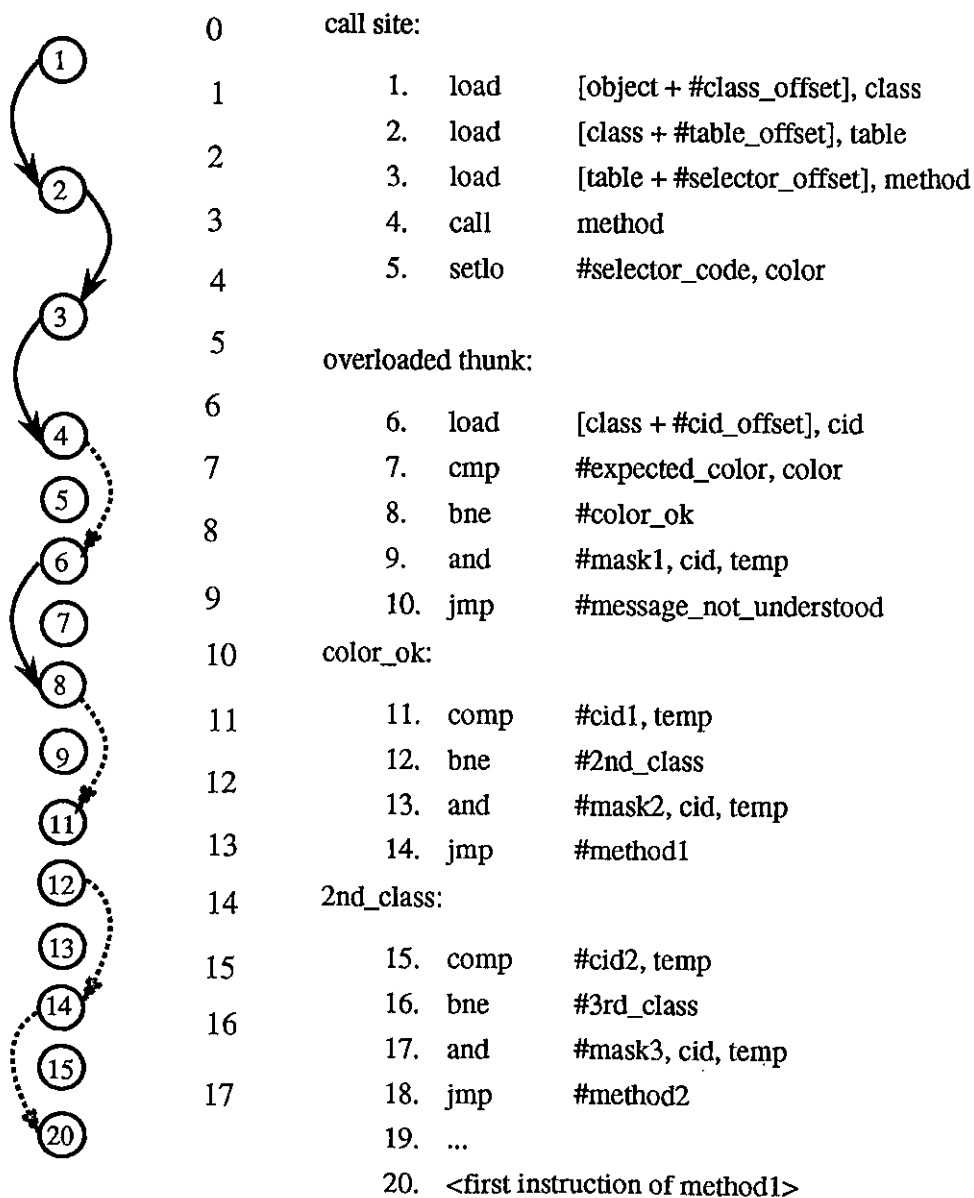 0 call site:
1
1 1. load [object + #class_offset], class
2. load [class + #table_offset], table
2
2 3. load [table + #selector_offset], method
3 4. call method
4 5. setlo #selector_code, color
3
5
overloaded thunk:
6
4 6. load [class + #cid_offset], cid
7 7. cmp #expected_color, color
5 8. bne #color_ok
8
6 9. and #mask1, cid, temp
9 10. jmp #message_not_understood
7
10 color_ok:
8
11 11. comp #cid1, temp
9 12. bne #2nd_class
12
11 13. and #mask2, cid, temp
13 14. jmp #method1
12
14 2nd_class:
13
15 15. comp #cid2, temp
14 16. bne #3rd_class
16
15 17. and #mask3, cid, temp
17 18. jmp #method2
20 19. ...
20. <first instruction of method1>